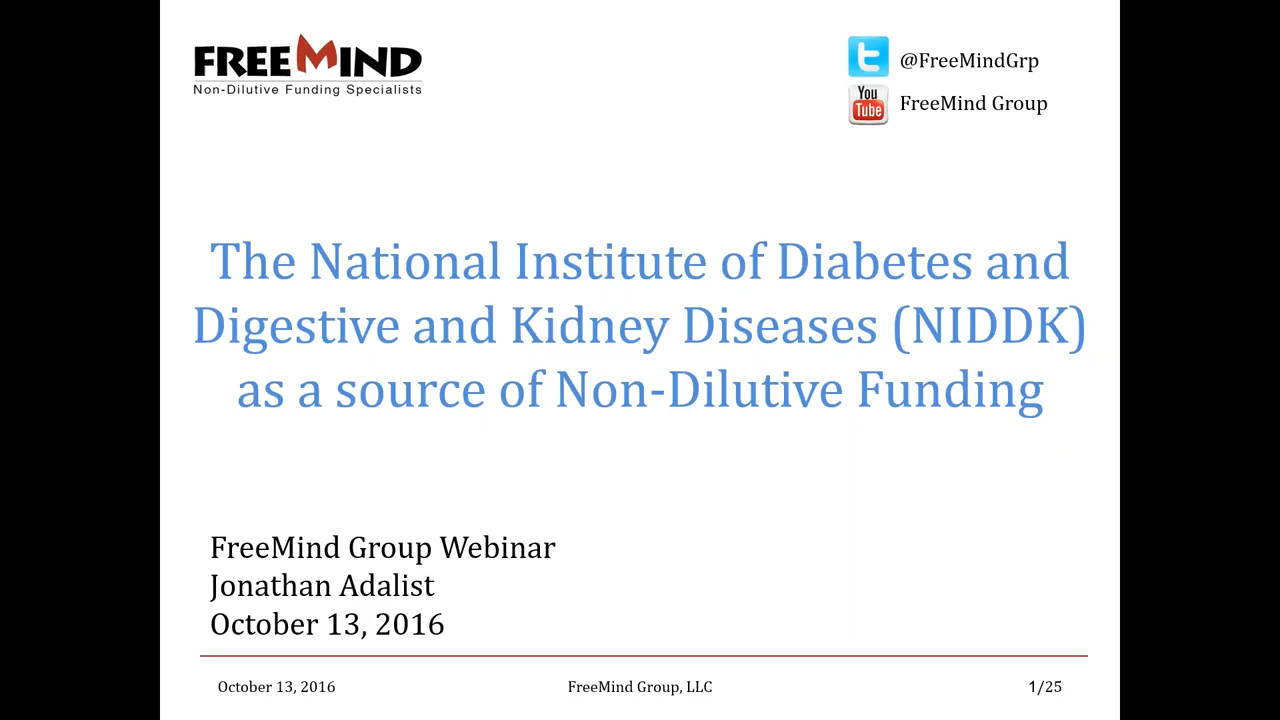 FREEMIND
Non-Dilutive Funding Specialists
@FreeMindGrp
You
Tube
FreeMind Group
The National Institute of Diabetes and
Digestive and Kidney Diseases (NIDDK)
as a source of Non-Dilutive Funding
FreeMind Group Webinar
Jonathan Adalist
October 13, 2016
October 13, 2016
FreeMind Group, LLC
1/25